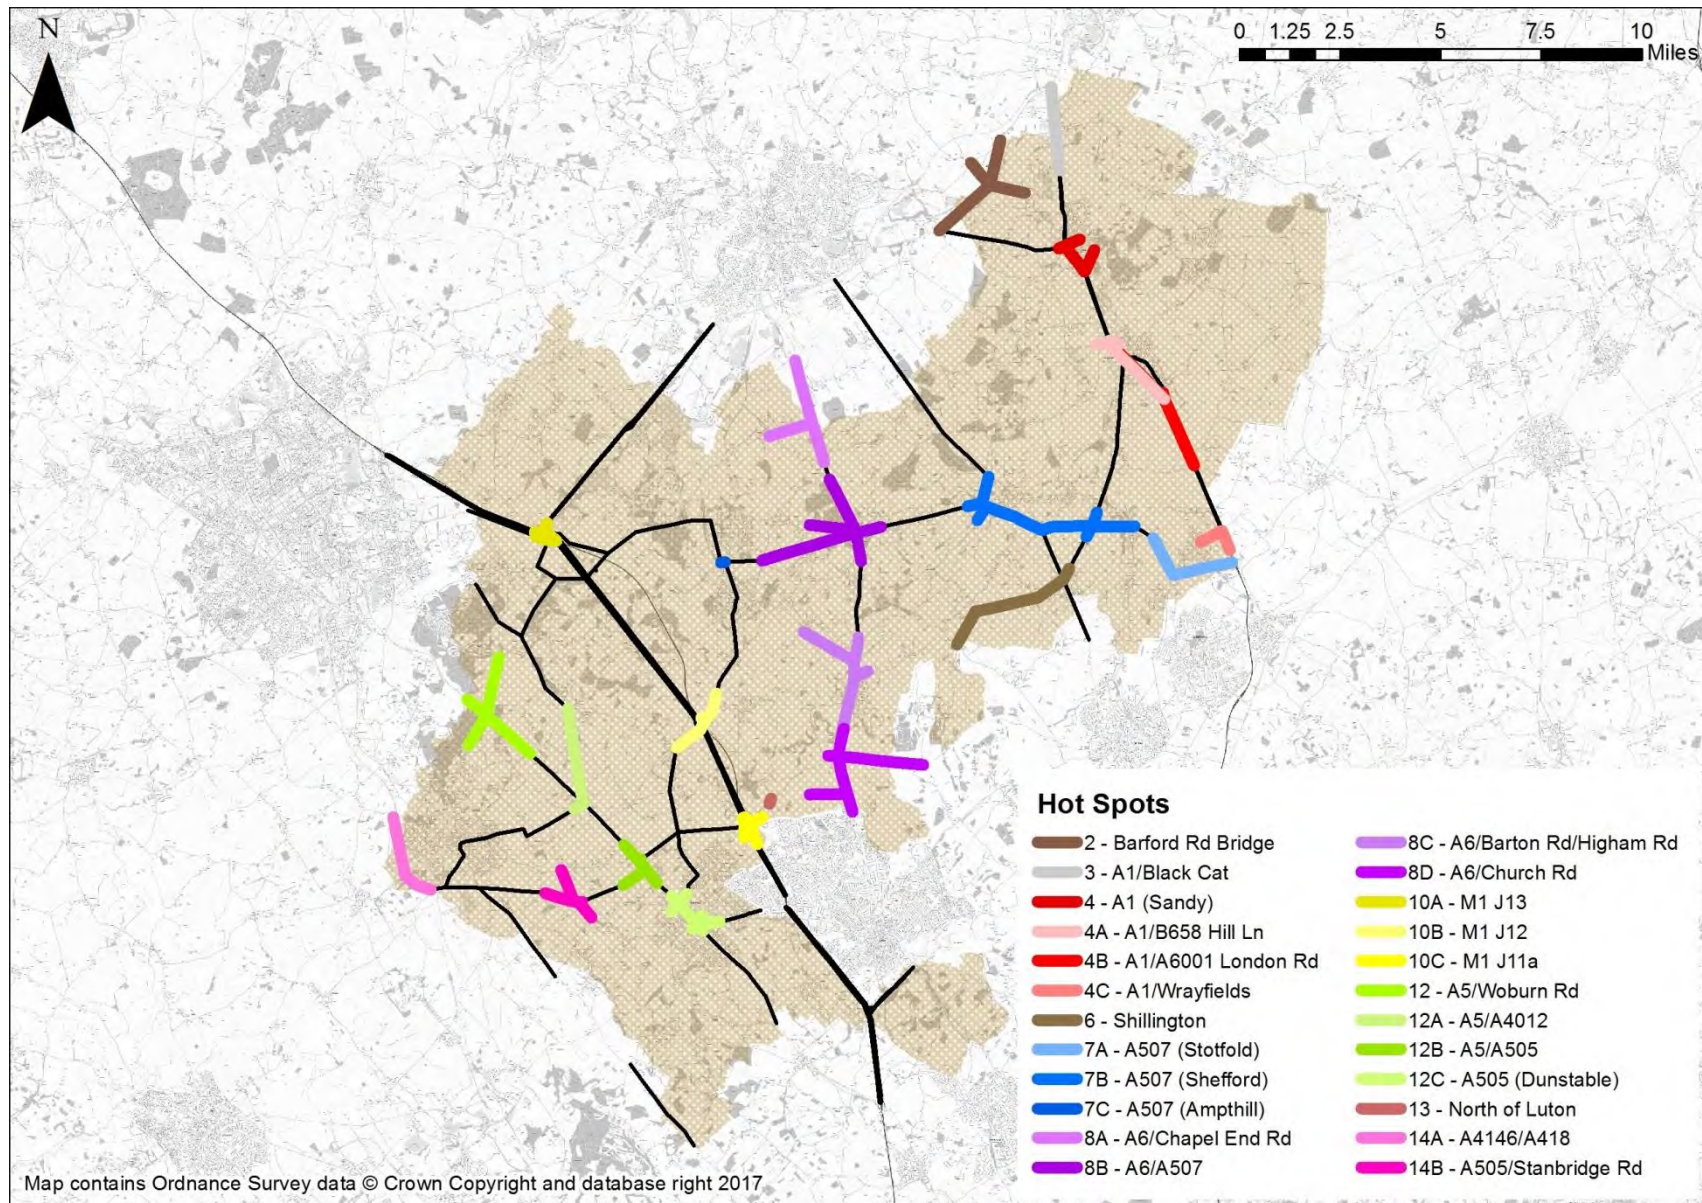 N
0 1.25 2.5 5 7.5 10
Miles
Hot Spots
2 - Barford Rd Bridge
3 - A1/Black Cat
4 - A1 (Sandy)
4A - A1/B658 Hill Ln
4B - A1/A6001 London Rd
4C - A1/Wrayfields
6 - Shillington
7A - A507 (Stotfold)
7B - A507 (Shefford)
7C - A507 (Ampthill)
8A - A6/Chapel End Rd
8B - A6/A507
8C - A6/Barton Rd/Higham Rd
8D - A6/Church Rd
10A - M1 J13
10B - M1 J12
10C - M1 J11a
12 - A5/Woburn Rd
12A - A5/A4012
12B - A5/A505
12C - A505 (Dunstable)
13 - North of Luton
14A - A4146/A418
14B - A505/Stanbridge Rd
Map contains Ordnance Survey data © Crown Copyright and database right 2017